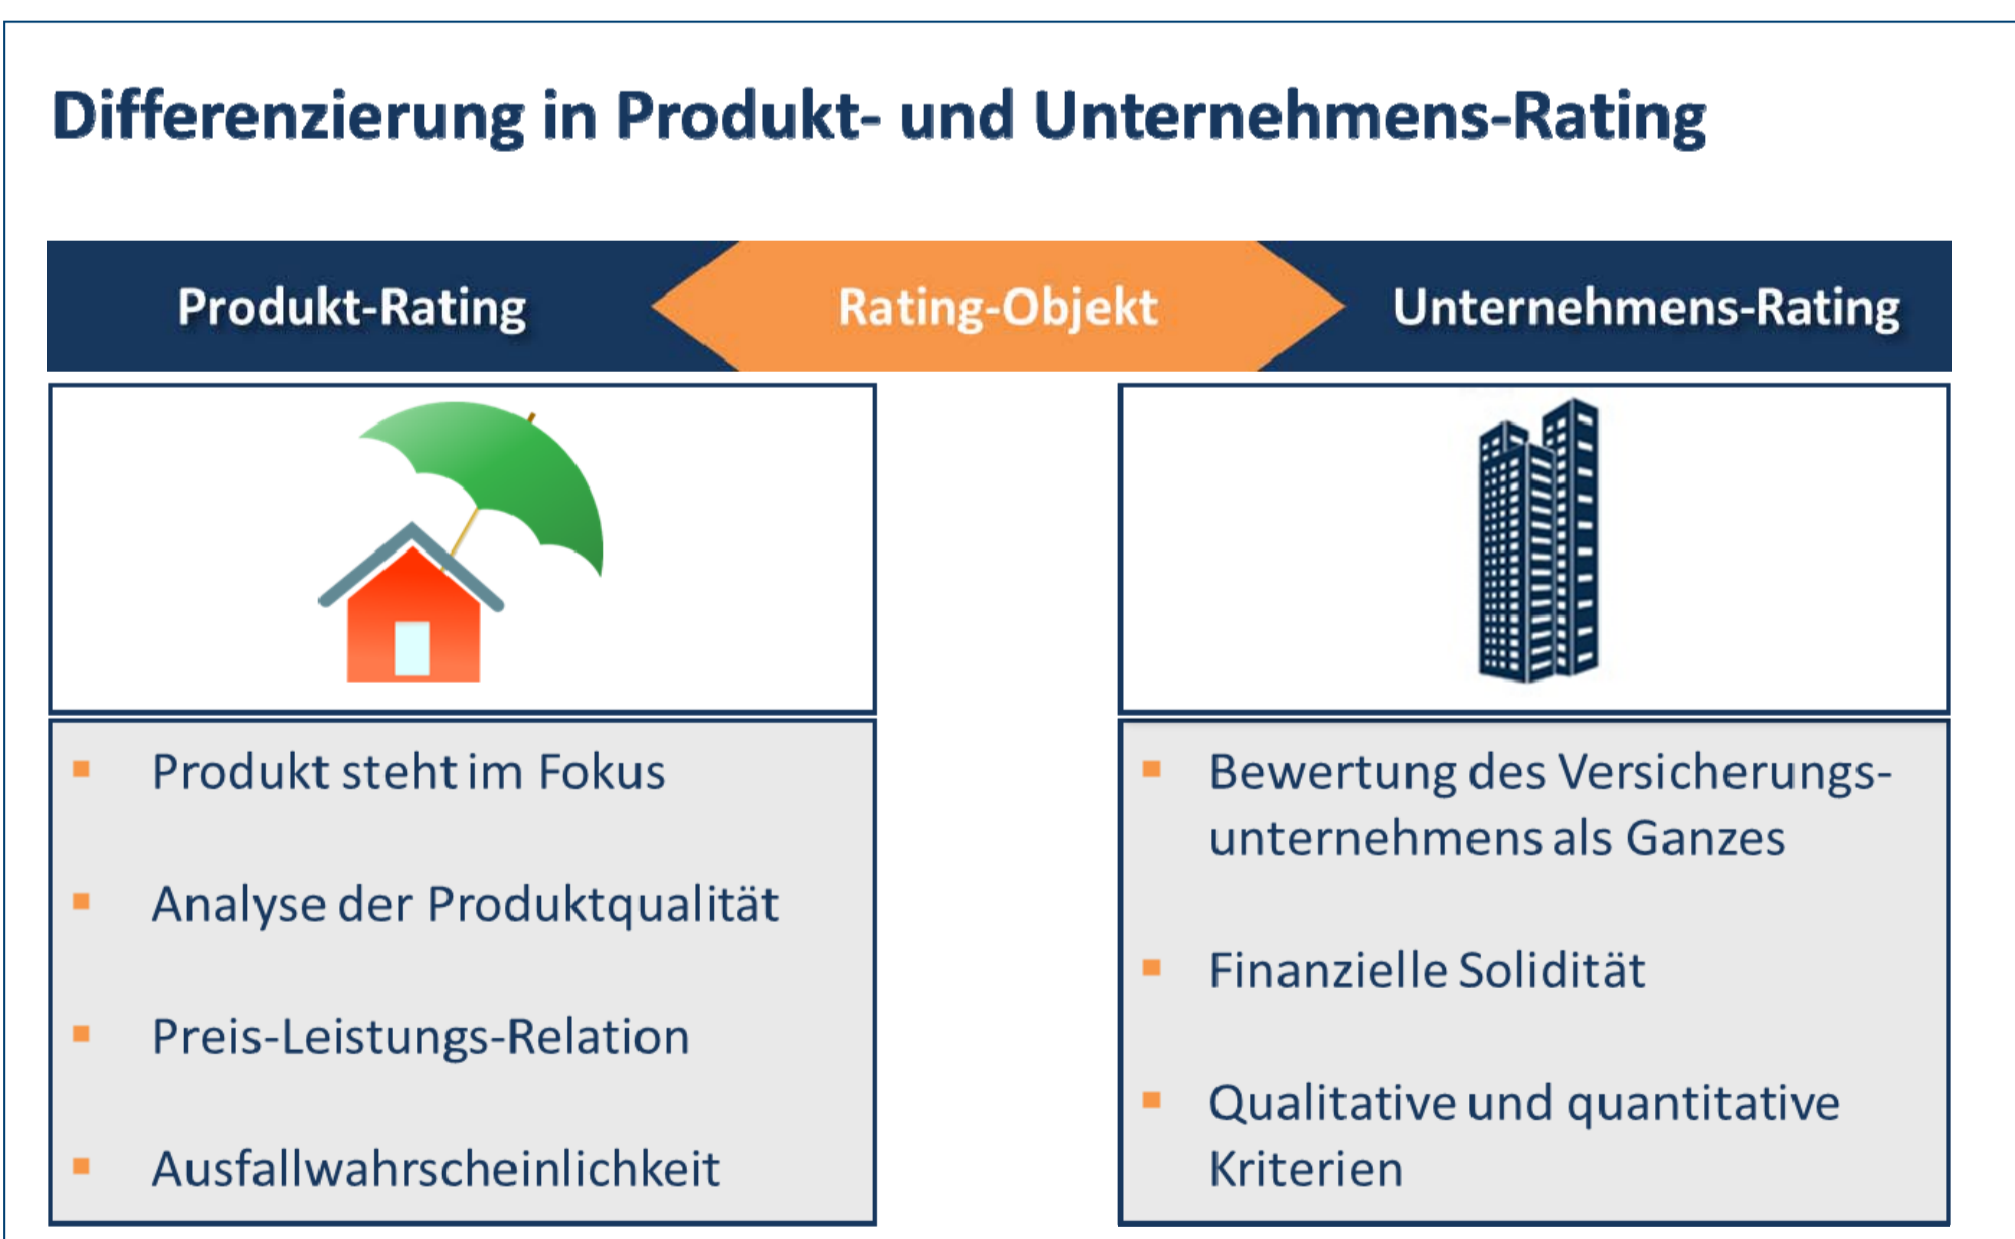 Differenzierung in Produkt- und Unternehmens-Rating
Produkt-Rating
Rating-Objekt
Unternehmens-Rating
Produkt steht im Fokus
Analyse der Produktqualität
Preis-Leistungs-Relation
Ausfallwahrscheinlichkeit
Bewertung des Versicherungs-
unternehmens als Ganzes
Finanzielle Solidität
Qualitative und quantitative
Kriterien